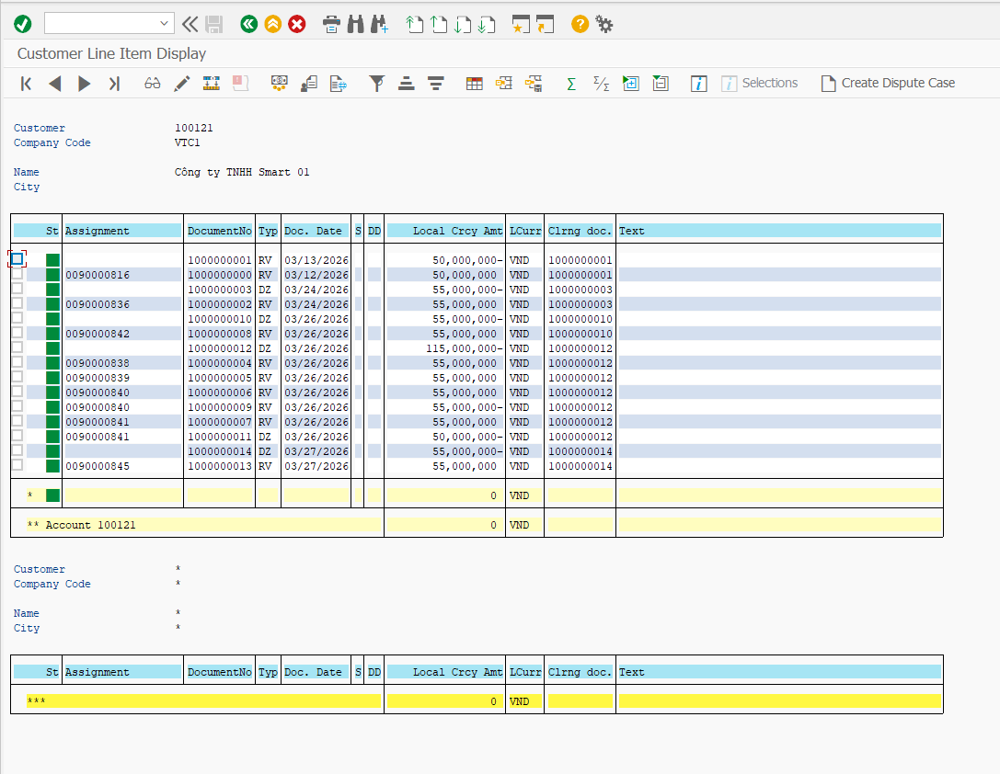 Customer Line Item Display
Selections Create Dispute Case
Customer 100121
Company Code VTC1
Name Công ty TNHH Smart 01
City
St Assignment DocumentNo Typ Doc. Date S DD Local Crcy Amt LCurr Clrng doc. Text
1000000001 RV 03/13/2026 50,000,000- VND 1000000001
0090000816 1000000000 RV 03/12/2026 50,000,000 VND 1000000001
1000000003 DZ 03/24/2026 55,000,000- VND 1000000003
0090000836 1000000002 RV 03/24/2026 55,000,000 VND 1000000003
1000000010 DZ 03/26/2026 55,000,000- VND 1000000010
0090000842 1000000008 RV 03/26/2026 55,000,000 VND 1000000010
1000000012 DZ 03/26/2026 115,000,000- VND 1000000012
0090000838 1000000004 RV 03/26/2026 55,000,000 VND 1000000012
0090000839 1000000005 RV 03/26/2026 55,000,000 VND 1000000012
0090000840 1000000006 RV 03/26/2026 55,000,000 VND 1000000012
0090000840 1000000009 RV 03/26/2026 55,000,000- VND 1000000012
0090000841 1000000007 RV 03/26/2026 55,000,000 VND 1000000012
0090000841 1000000011 DZ 03/26/2026 50,000,000- VND 1000000012
1000000014 DZ 03/27/2026 55,000,000- VND 1000000014
0090000845 1000000013 RV 03/27/2026 55,000,000 VND 1000000014
* 0 VND
** Account 100121 0 VND
Customer *
Company Code *
Name *
City *
St Assignment DocumentNo Typ Doc. Date S DD Local Crcy Amt LCurr Clrng doc. Text
*** 0 VND